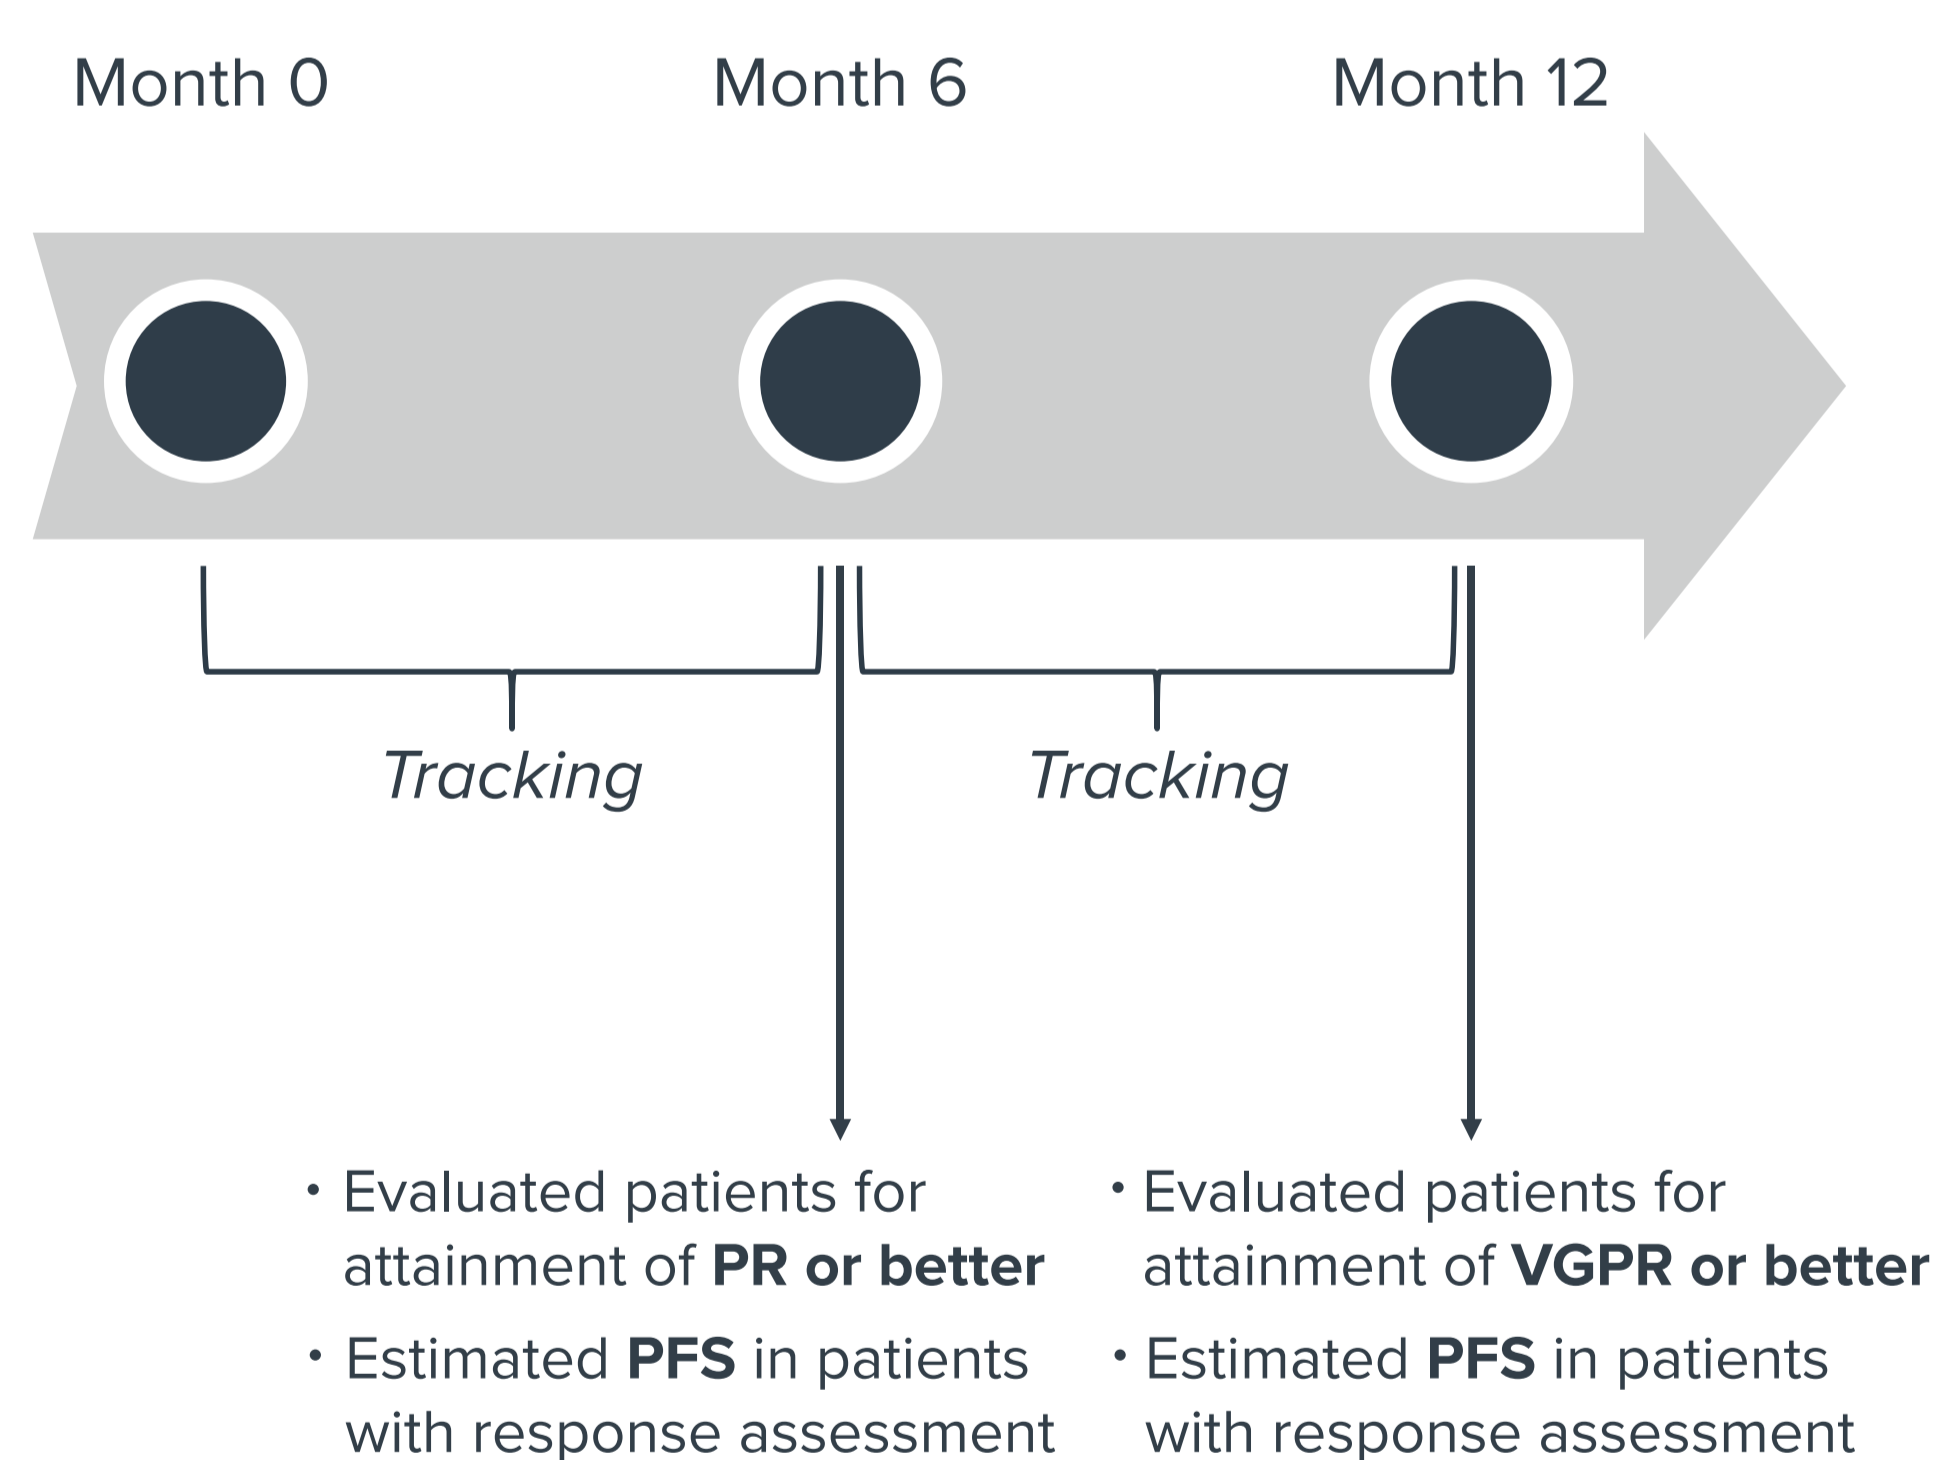 Month 0
Month 6
Month 12
Tracking
Tracking
• Evaluated patients for
attainment of PR or better
• Estimated PFS in patients
with response assessment
• Evaluated patients for
attainment of VGPR or better
• Estimated PFS in patients
with response assessment